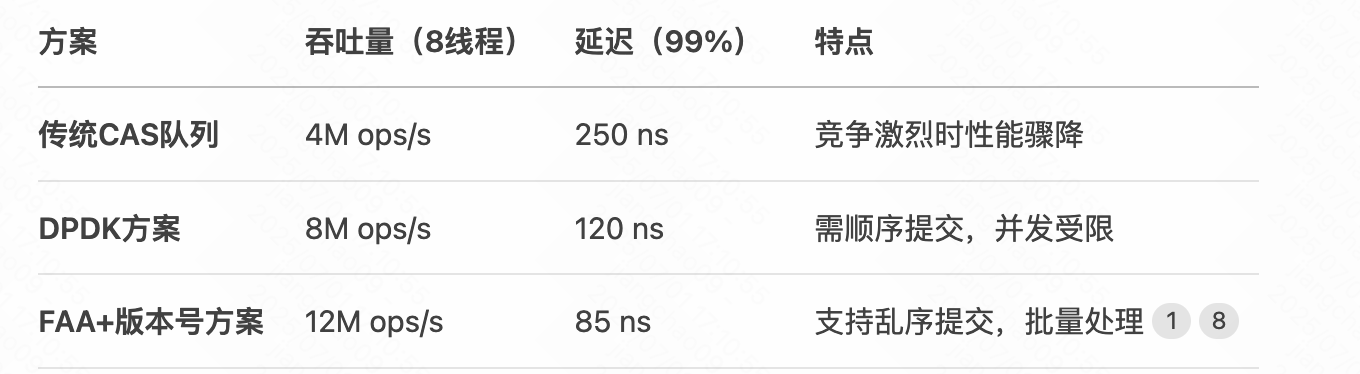 方案 吞吐量（8线程） 延迟（99%） 特点
传统CAS队列 4M ops/s 250 ns 竞争激烈时性能骤降
DPDK方案 8M ops/s 120 ns 需顺序提交，并发受限
FAA+版本号方案 12M ops/s 85 ns 支持乱序提交，批量处理 1 8